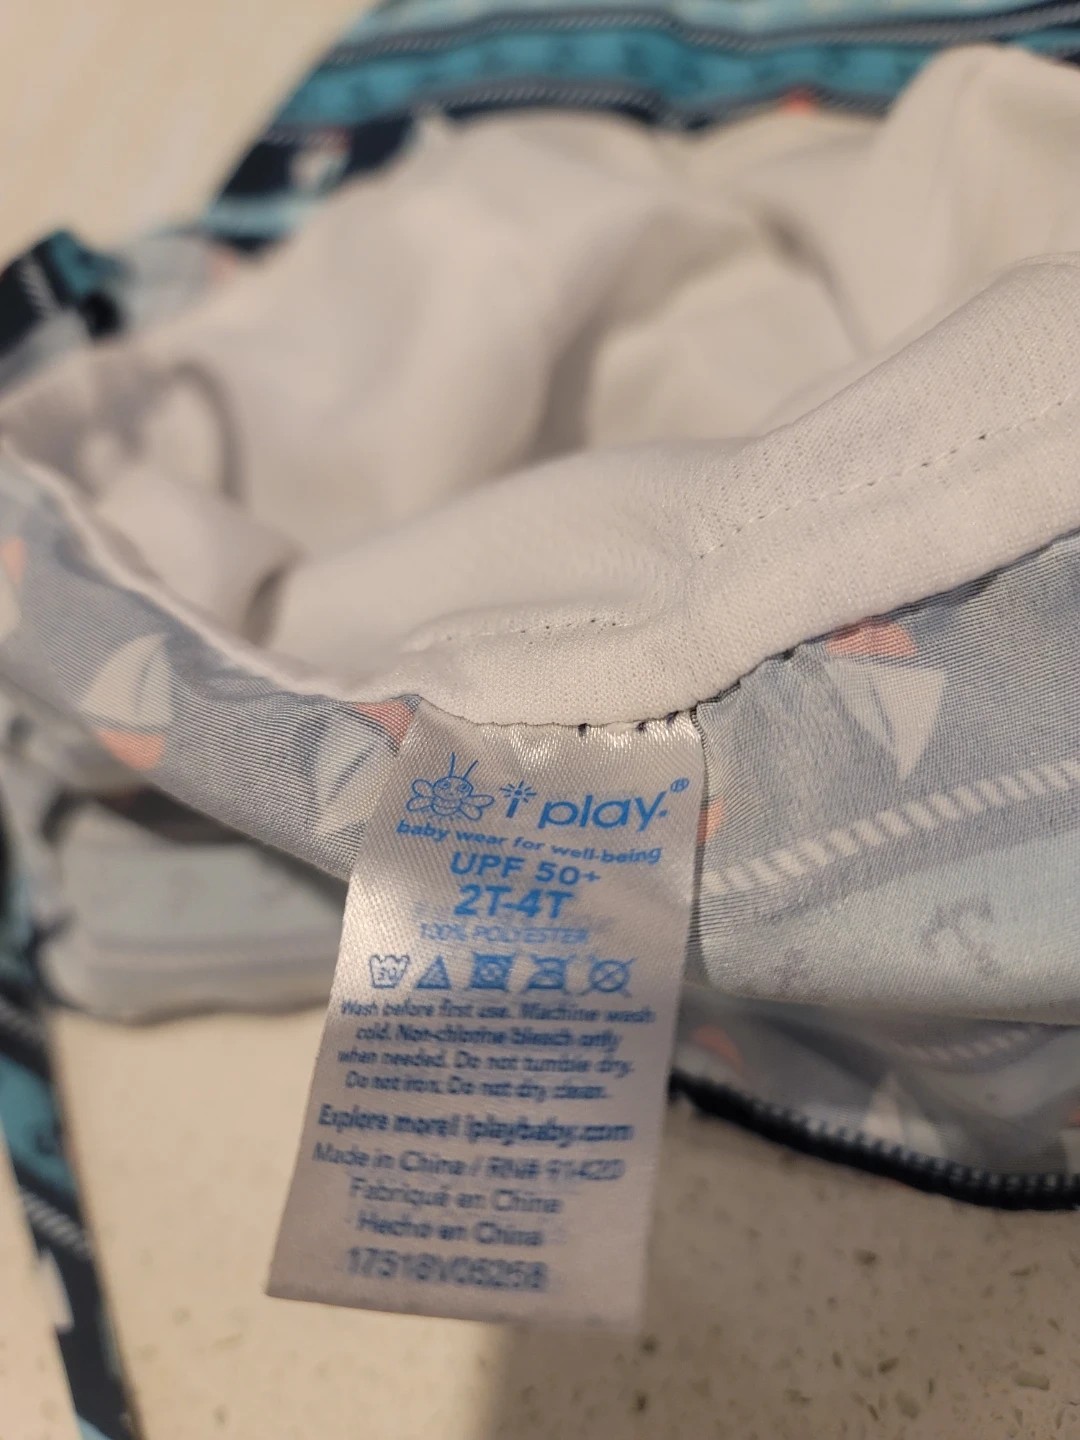 i play.®
baby wear for well-being
UPF 50+
2T-4T
100% POLYESTER
30
Wash before first use. Machine wash
cold. Non-chlorine bleach only
when needed. Do not tumble dry.
Do not iron. Do not dry clean.
Explore more! iplaybaby.com
Made in China / RN# 91420
Fabriqué en China
Hecho en China